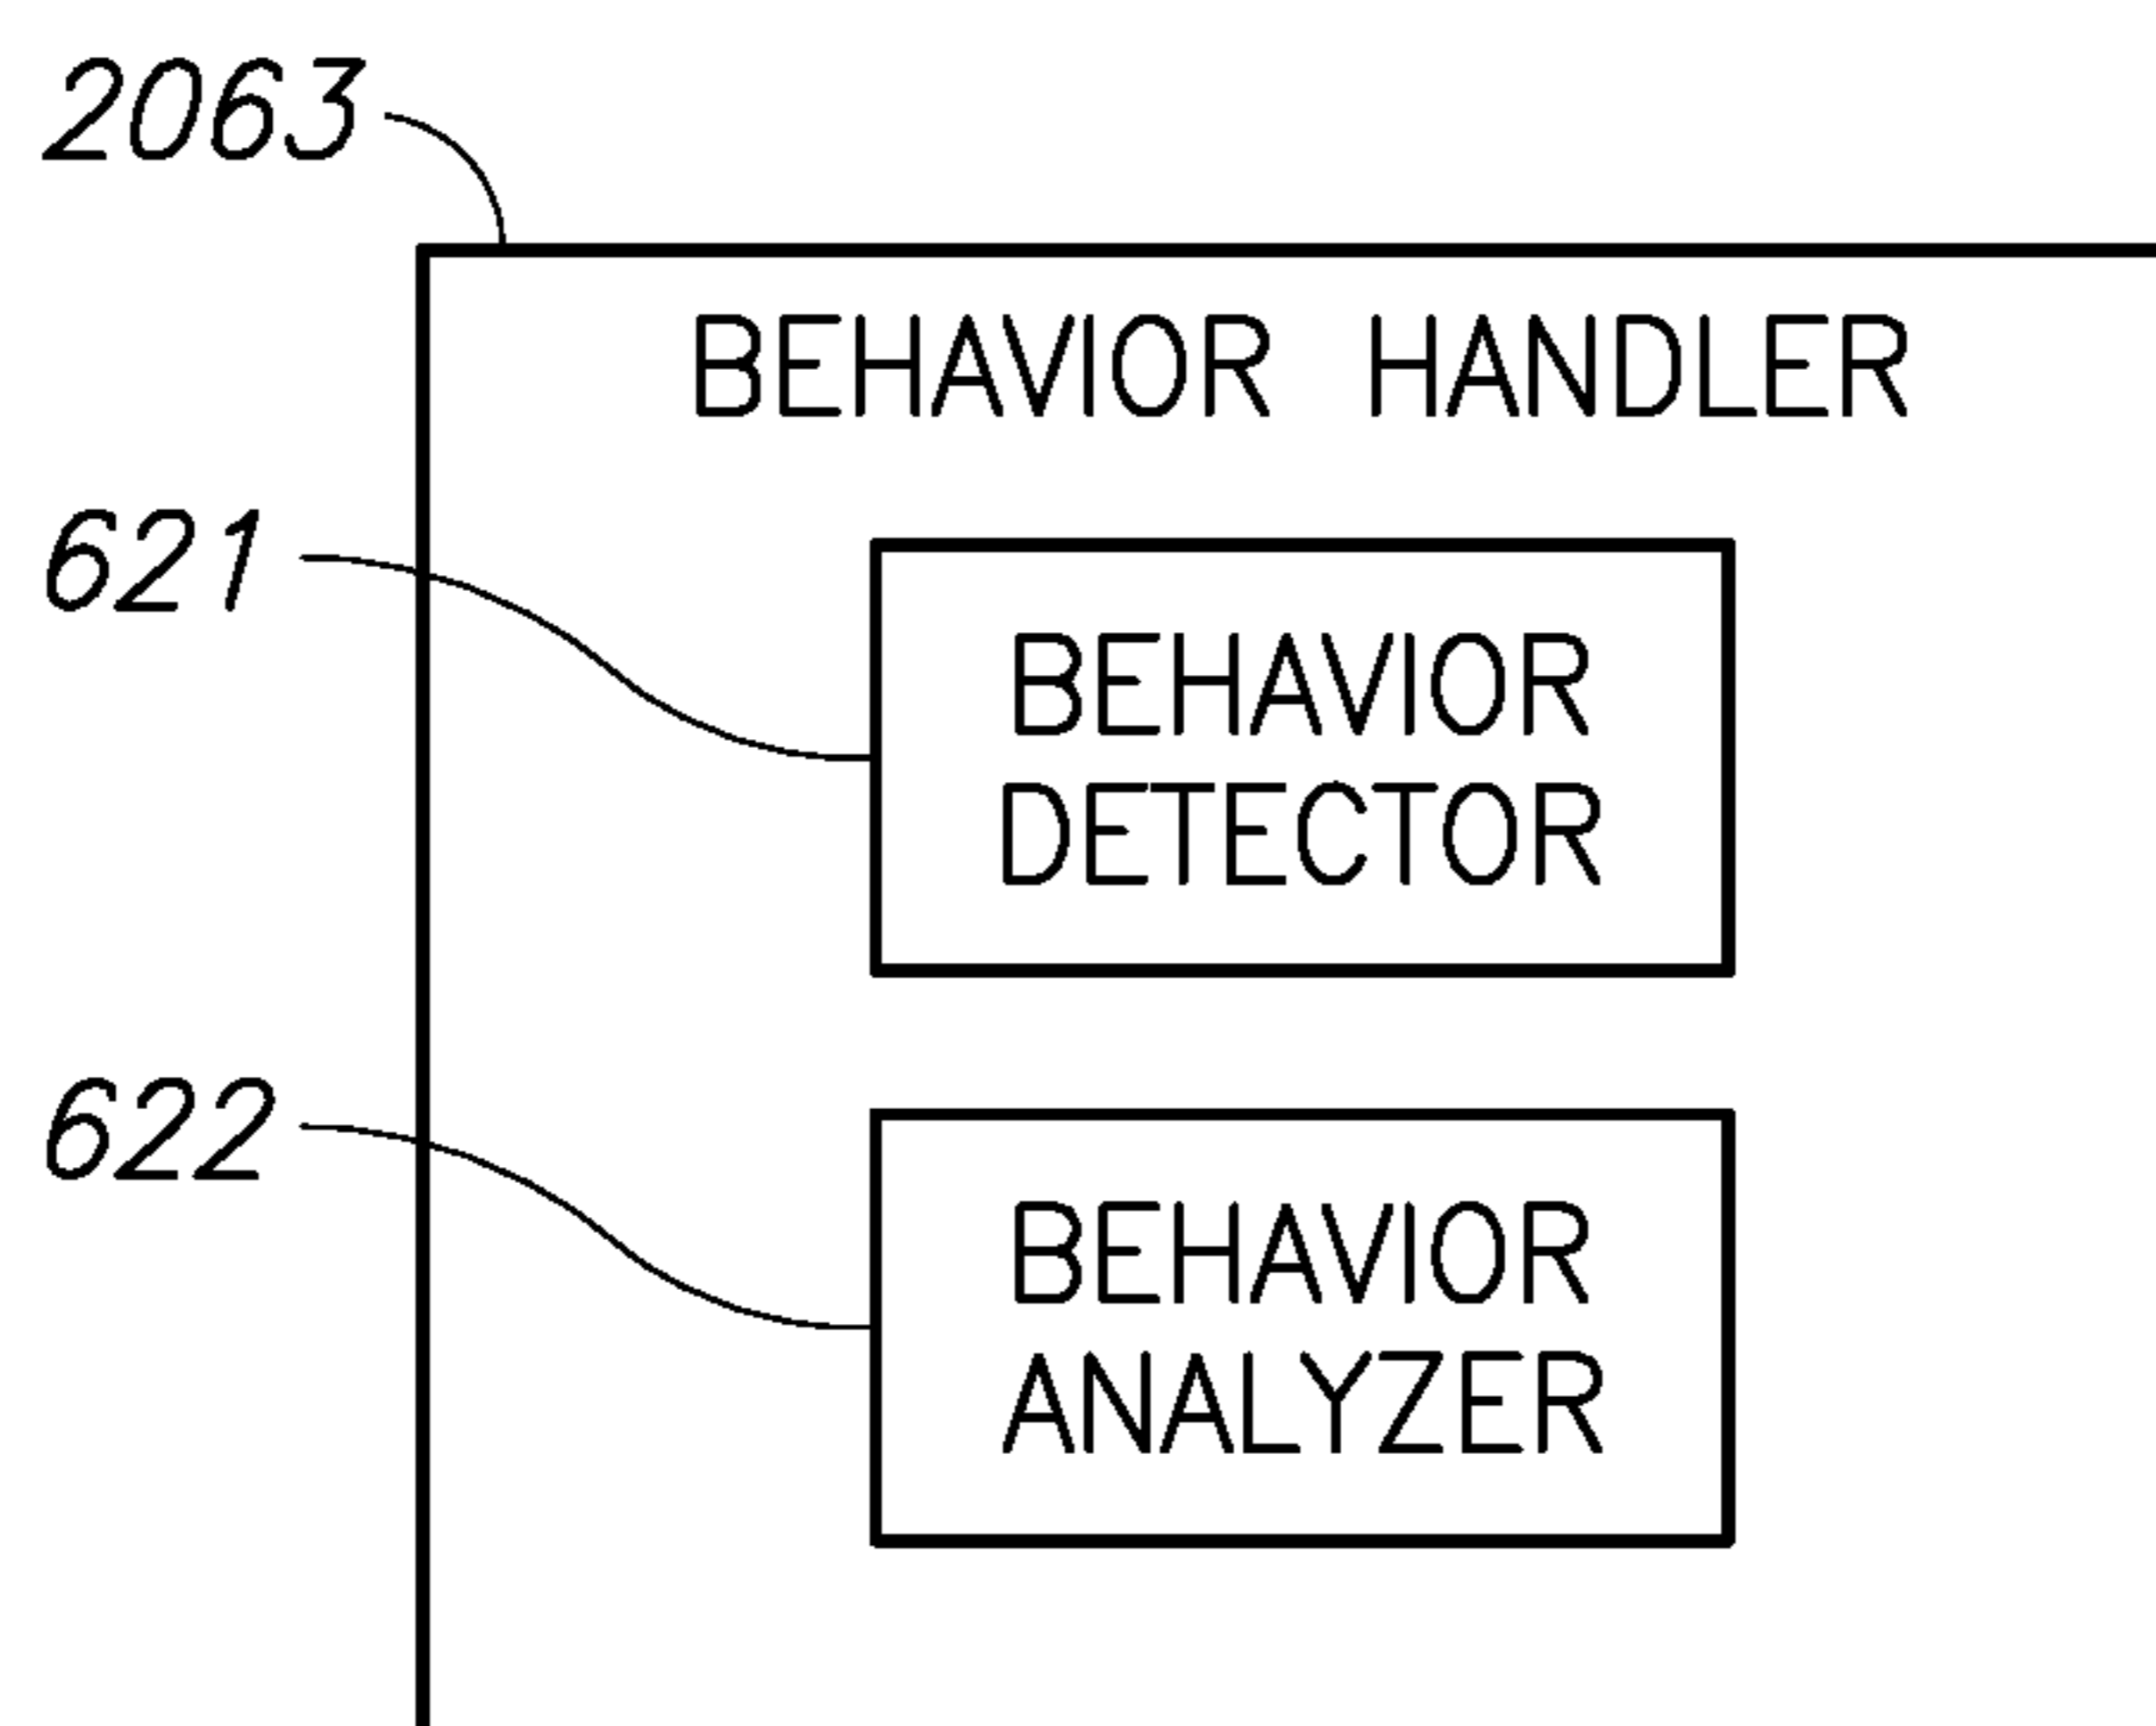 2063
BEHAVIOR HANDLER
621
BEHAVIOR
DETECTOR
622
BEHAVIOR
ANALYZER